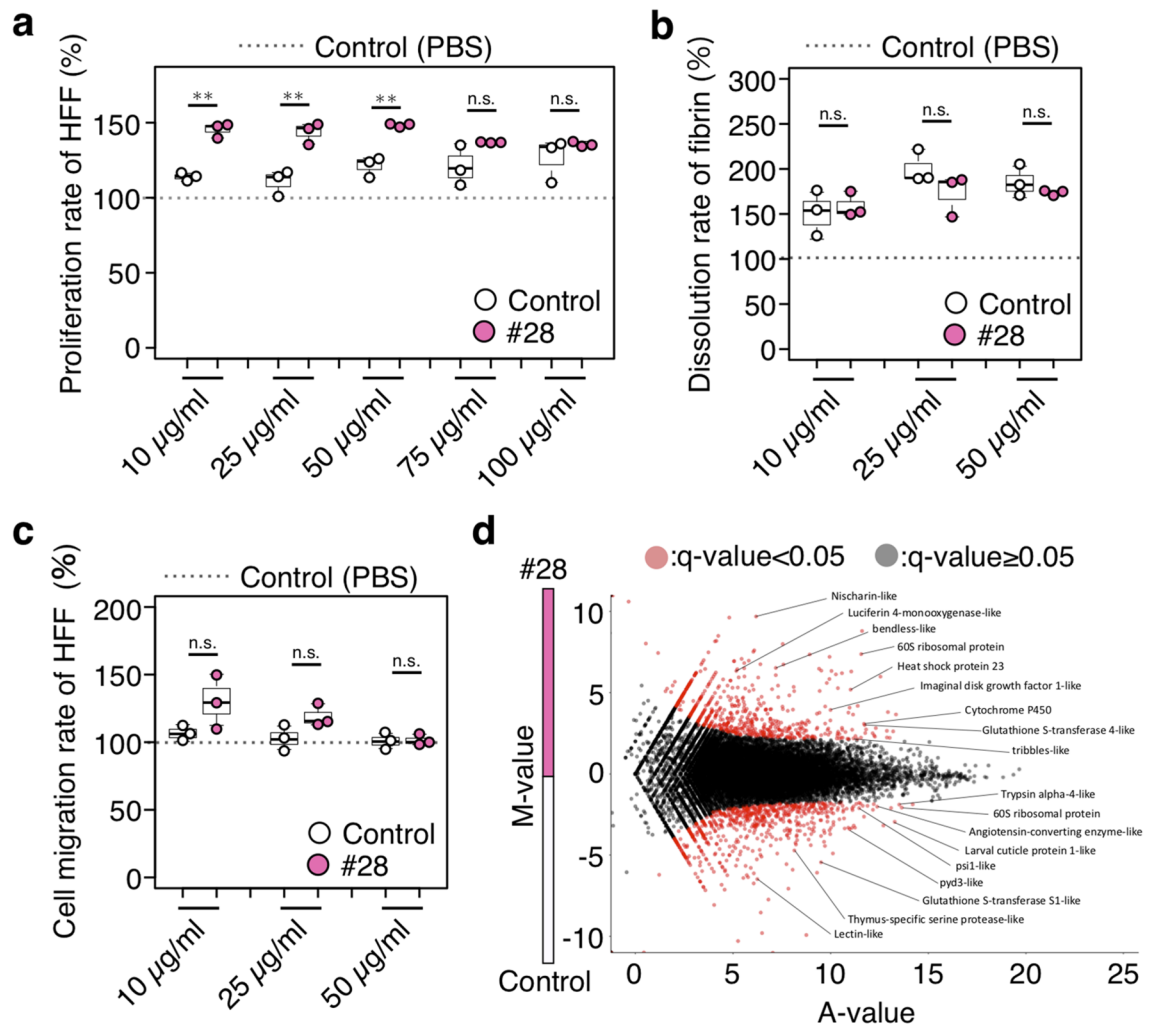 a
Control (PBS)
Proliferation rate of HFF (%)
150
100
50
0
**
**
**
n.s.
n.s.
Control
#28
10 µg/ml
25 µg/ml
50 µg/ml
75 µg/ml
100 µg/ml
b
Control (PBS)
Dissolution rate of fibrin (%)
300
250
200
150
100
50
0
n.s.
n.s.
n.s.
Control
#28
10 µg/ml
25 µg/ml
50 µg/ml
c
Control (PBS)
Cell migration rate of HFF (%)
200
150
100
50
0
n.s.
n.s.
n.s.
Control
#28
10 µg/ml
25 µg/ml
50 µg/ml
d
:q-value<0.05
:q-value≥0.05
#28
Control
M-value
10
5
0
-5
-10
Nischarin-like
Luciferin 4-monooxygenase-like
bendless-like
60S ribosomal protein
Heat shock protein 23
Imaginal disk growth factor 1-like
Cytochrome P450
Glutathione S-transferase 4-like
tribbles-like
Trypsin alpha-4-like
60S ribosomal protein
Angiotensin-converting enzyme-like
Larval cuticle protein 1-like
psi1-like
pyd3-like
Glutathione S-transferase S1-like
Thymus-specific serine protease-like
Lectin-like
0
5
10
15
20
25
A-value